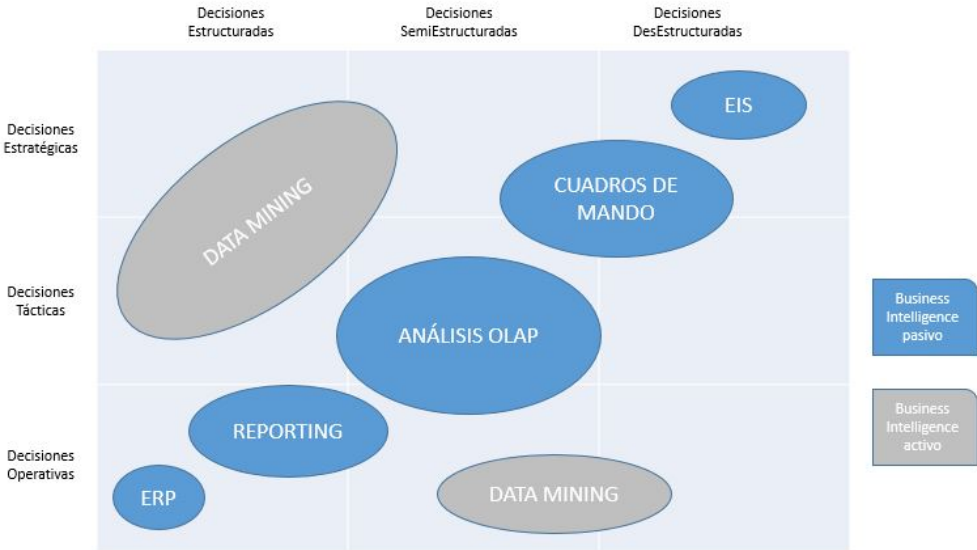 Decisiones
Estructuradas
Decisiones
SemiEstructuradas
Decisiones
DesEstructuradas
Decisiones
Estratégicas
EIS
CUADROS DE
MANDO
DATA MINING
Decisiones
Tácticas
ANÁLISIS OLAP
Business
Intelligence
pasivo
REPORTING
Business
Intelligence
activo
Decisiones
Operativas
ERP
DATA MINING